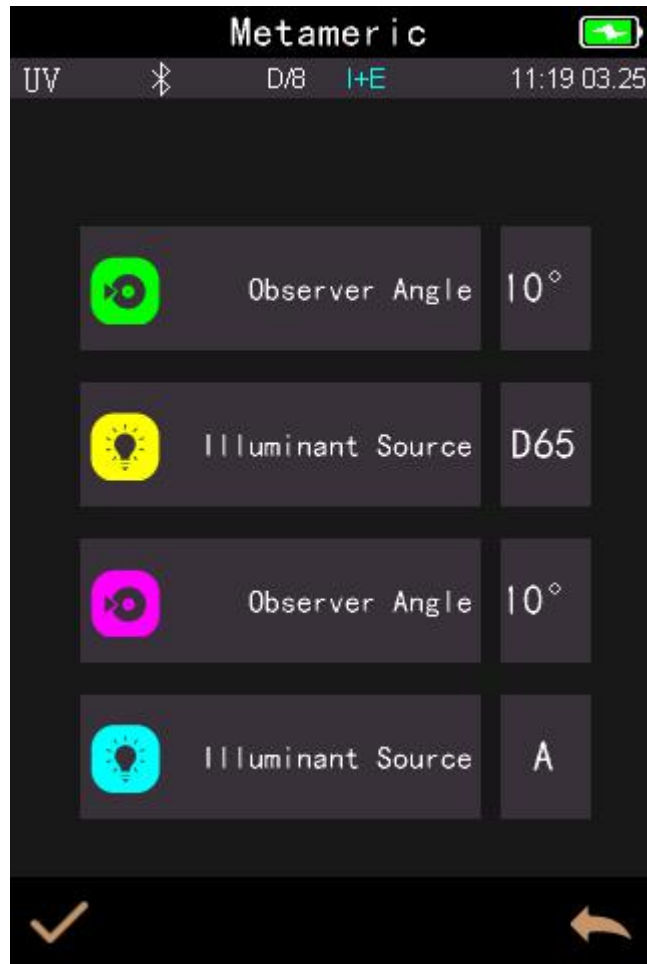 Metameric
UV D/8 I+E 11:19 03.25
Observer Angle 10°
Illuminant Source D65
Observer Angle 10°
Illuminant Source A